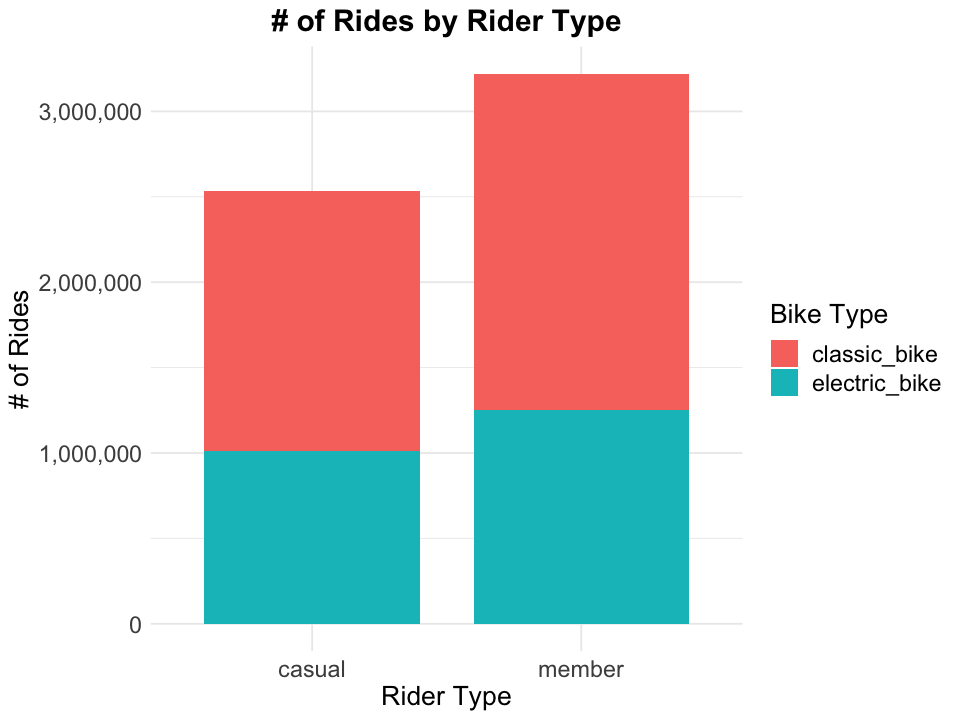 # of Rides by Rider Type
# of Rides
3,000,000
2,000,000
1,000,000
0
casual
member
Rider Type
Bike Type
classic_bike
electric_bike